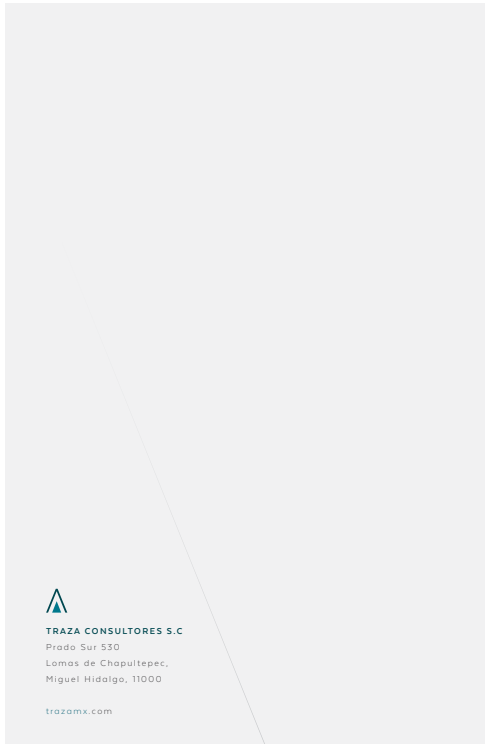 TRAZA CONSULTORES S.C
Prado Sur 530
Lomas de Chapultepec,
Miguel Hidalgo, 11000
trazamx.com